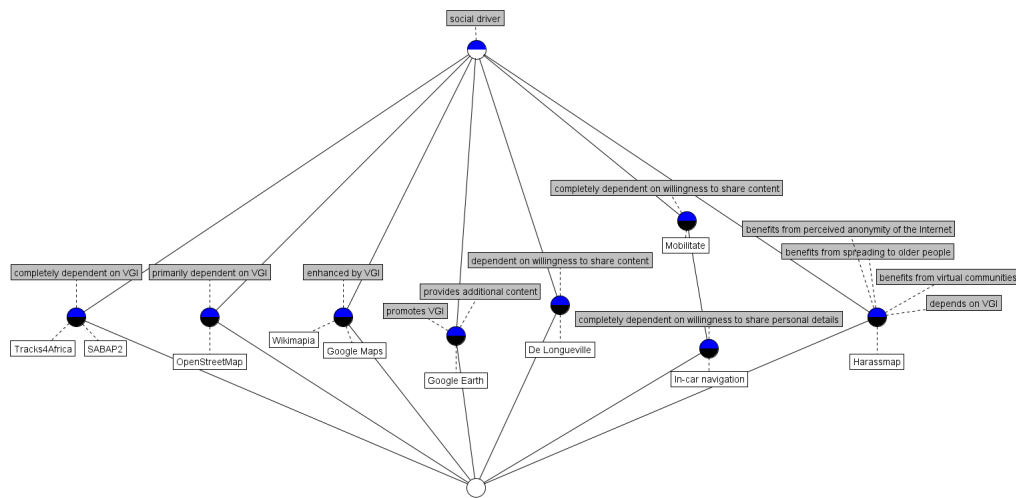 social driver
completely dependent on willingness to share content
Mobilitate
benefits from perceived anonymity of the Internet
benefits from spreading to older people
benefits from virtual communities
depends on VGI
completely dependent on VGI
primarily dependent on VGI
enhanced by VGI
dependent on willingness to share content
provides additional content
promotes VGI
completely dependent on willingness to share personal details
Tracks4Africa
SABAP2
OpenStreetMap
Wikimapia
Google Maps
Google Earth
De Longueville
In-car navigation
Harassmap